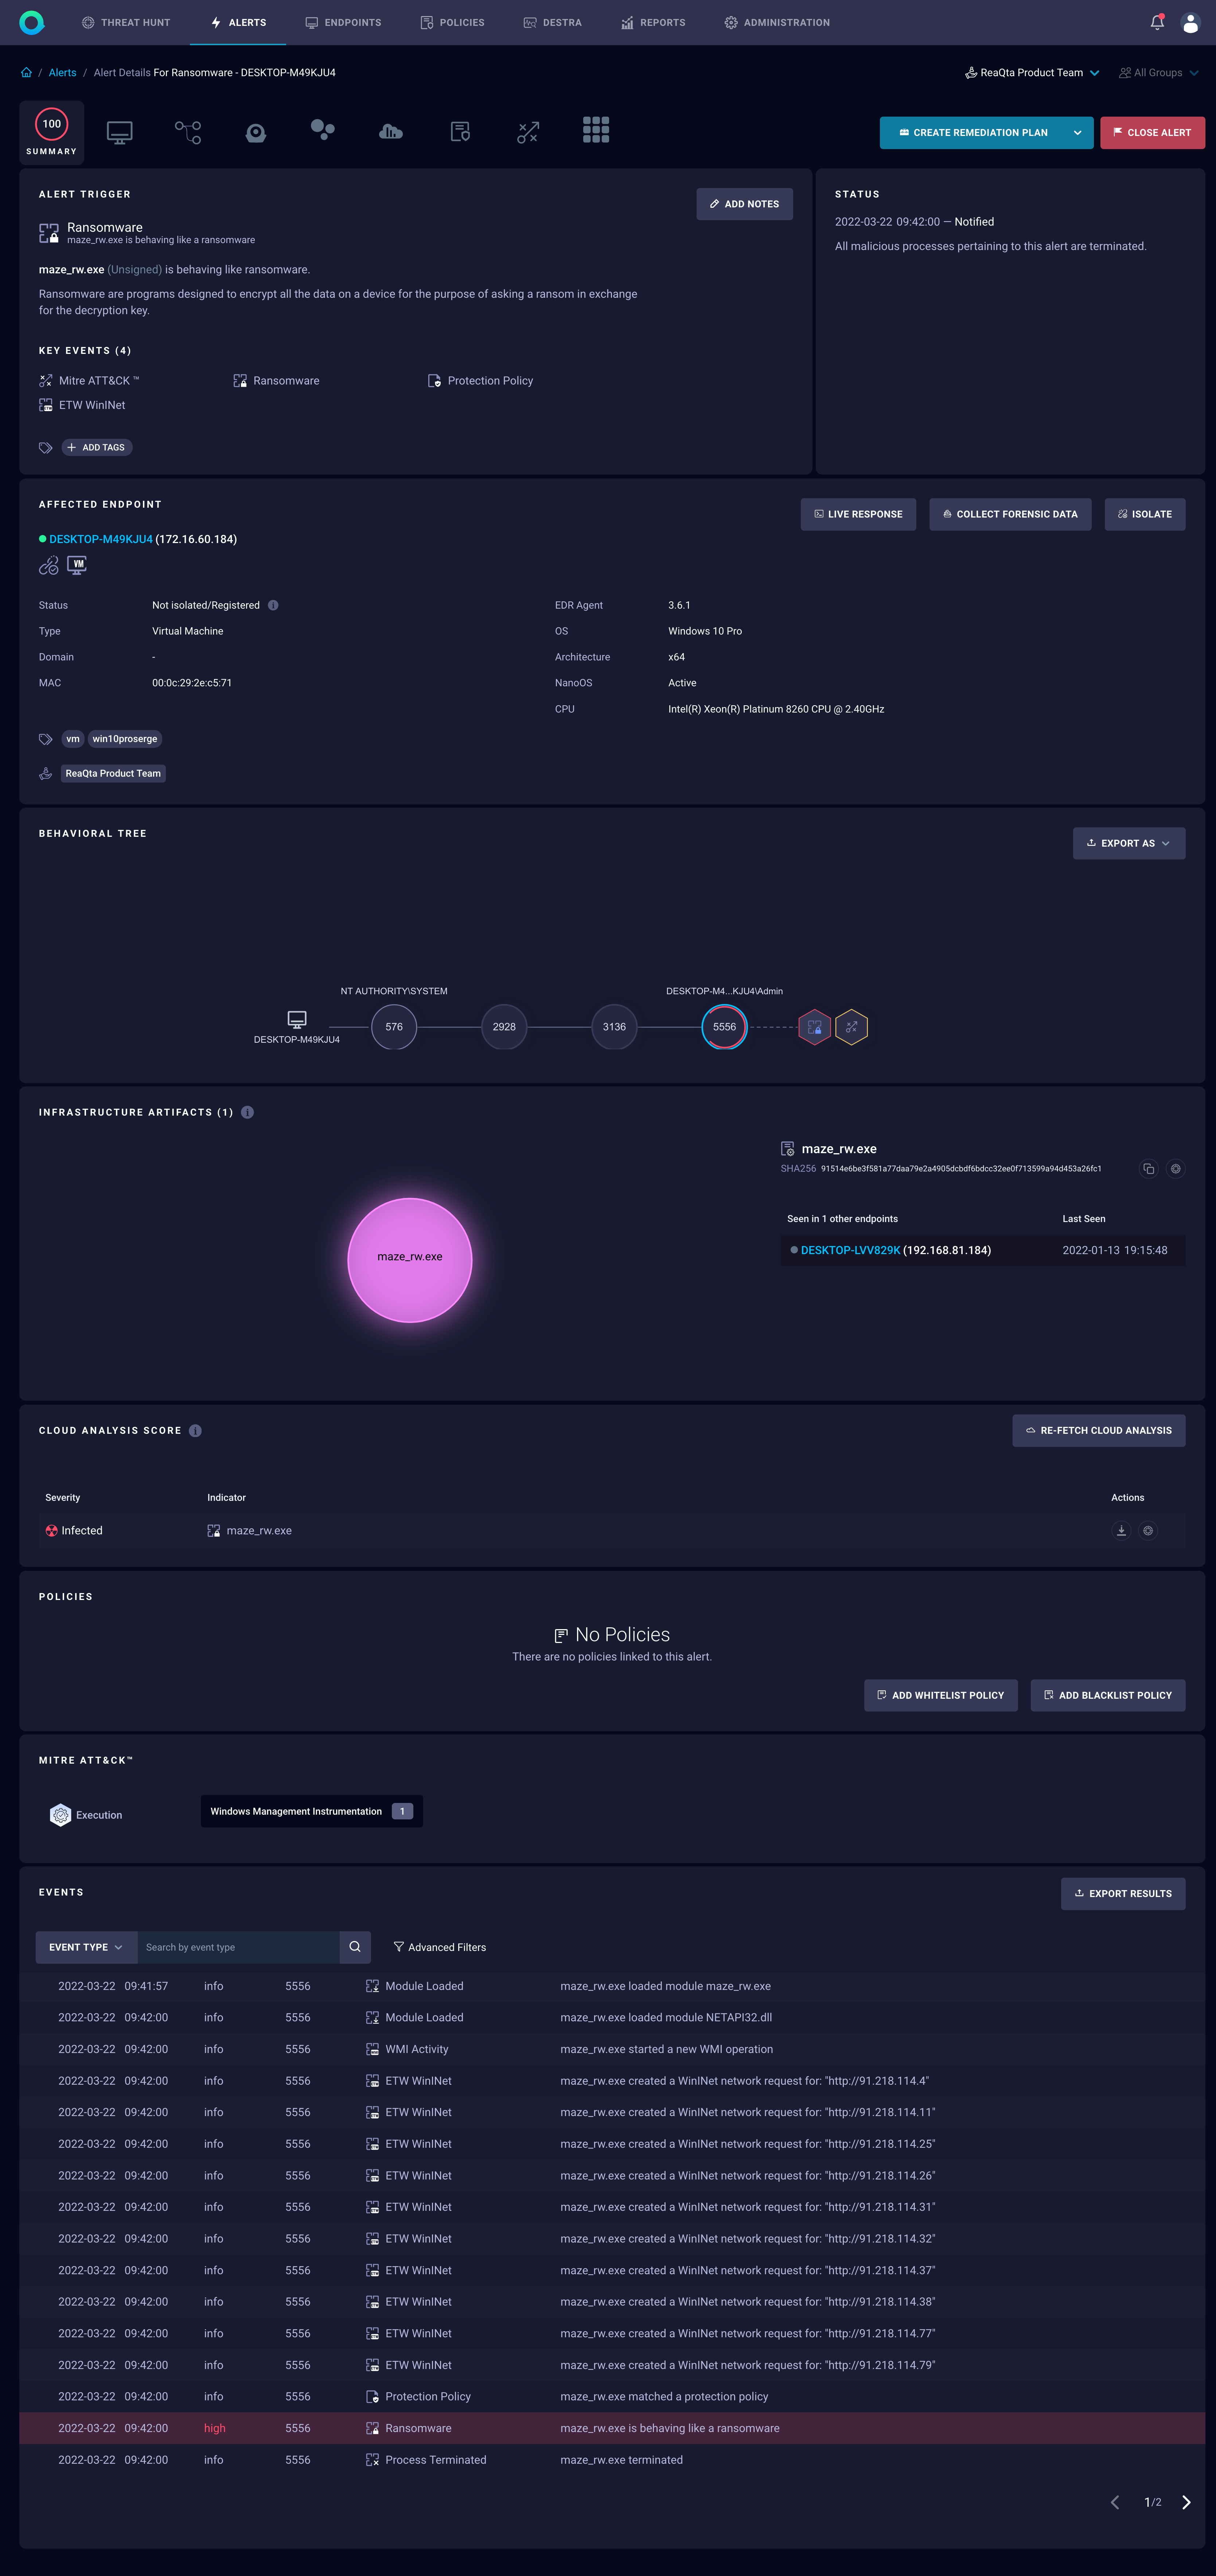 THREAT HUNT ALERTS ENDPOINTS POLICIES DESTRA REPORTS ADMINISTRATION
/ Alerts / Alert Details For Ransomware - DESKTOP-M49KJU4 ReaQta Product Team All Groups
100
SUMMARY
CREATE REMEDIATION PLAN CLOSE ALERT
ALERT TRIGGER
ADD NOTES
Ransomware
maze_rw.exe is behaving like a ransomware
maze_rw.exe (Unsigned) is behaving like ransomware.
Ransomware are programs designed to encrypt all the data on a device for the purpose of asking a ransom in exchange
for the decryption key.
KEY EVENTS (4)
Mitre ATT&CK ™ Ransomware Protection Policy
ETW WinINet
ADD TAGS
STATUS
2022-03-22 09:42:00 — Notified
All malicious processes pertaining to this alert are terminated.
AFFECTED ENDPOINT
LIVE RESPONSE COLLECT FORENSIC DATA ISOLATE
DESKTOP-M49KJU4 (172.16.60.184)
VM
Status Not isolated/Registered EDR Agent 3.6.1
Type Virtual Machine OS Windows 10 Pro
Domain - Architecture x64
MAC 00:0c:29:2e:c5:71 NanoOS Active
CPU Intel(R) Xeon(R) Platinum 8260 CPU @ 2.40GHz
vm win10proserge
ReaQta Product Team
BEHAVIORAL TREE
EXPORT AS
NT AUTHORITY\SYSTEM DESKTOP-M4...KJU4\Admin
576 2928 3136 5556
DESKTOP-M49KJU4
INFRASTRUCTURE ARTIFACTS (1)
maze_rw.exe
maze_rw.exe
SHA256 91514e6be3f581a77daa79e2a4905dcbdf6bdcc32ee0f713599a94d453a26fc1
Seen in 1 other endpoints Last Seen
DESKTOP-LVV829K (192.168.81.184) 2022-01-13 19:15:48
CLOUD ANALYSIS SCORE
RE-FETCH CLOUD ANALYSIS
Severity Indicator Actions
Infected maze_rw.exe
POLICIES
No Policies
There are no policies linked to this alert.
ADD WHITELIST POLICY ADD BLACKLIST POLICY
MITRE ATT&CK™
Execution Windows Management Instrumentation 1
EVENTS
EXPORT RESULTS
EVENT TYPE Search by event type Advanced Filters
2022-03-22 09:41:57 info 5556 Module Loaded maze_rw.exe loaded module maze_rw.exe
2022-03-22 09:42:00 info 5556 Module Loaded maze_rw.exe loaded module NETAPI32.dll
2022-03-22 09:42:00 info 5556 WMI Activity maze_rw.exe started a new WMI operation
2022-03-22 09:42:00 info 5556 ETW WinINet maze_rw.exe created a WinINet network request for: "http://91.218.114.4"
2022-03-22 09:42:00 info 5556 ETW WinINet maze_rw.exe created a WinINet network request for: "http://91.218.114.11"
2022-03-22 09:42:00 info 5556 ETW WinINet maze_rw.exe created a WinINet network request for: "http://91.218.114.25"
2022-03-22 09:42:00 info 5556 ETW WinINet maze_rw.exe created a WinINet network request for: "http://91.218.114.26"
2022-03-22 09:42:00 info 5556 ETW WinINet maze_rw.exe created a WinINet network request for: "http://91.218.114.31"
2022-03-22 09:42:00 info 5556 ETW WinINet maze_rw.exe created a WinINet network request for: "http://91.218.114.32"
2022-03-22 09:42:00 info 5556 ETW WinINet maze_rw.exe created a WinINet network request for: "http://91.218.114.37"
2022-03-22 09:42:00 info 5556 ETW WinINet maze_rw.exe created a WinINet network request for: "http://91.218.114.38"
2022-03-22 09:42:00 info 5556 ETW WinINet maze_rw.exe created a WinINet network request for: "http://91.218.114.77"
2022-03-22 09:42:00 info 5556 ETW WinINet maze_rw.exe created a WinINet network request for: "http://91.218.114.79"
2022-03-22 09:42:00 info 5556 Protection Policy maze_rw.exe matched a protection policy
2022-03-22 09:42:00 high 5556 Ransomware maze_rw.exe is behaving like a ransomware
2022-03-22 09:42:00 info 5556 Process Terminated maze_rw.exe terminated
1/2